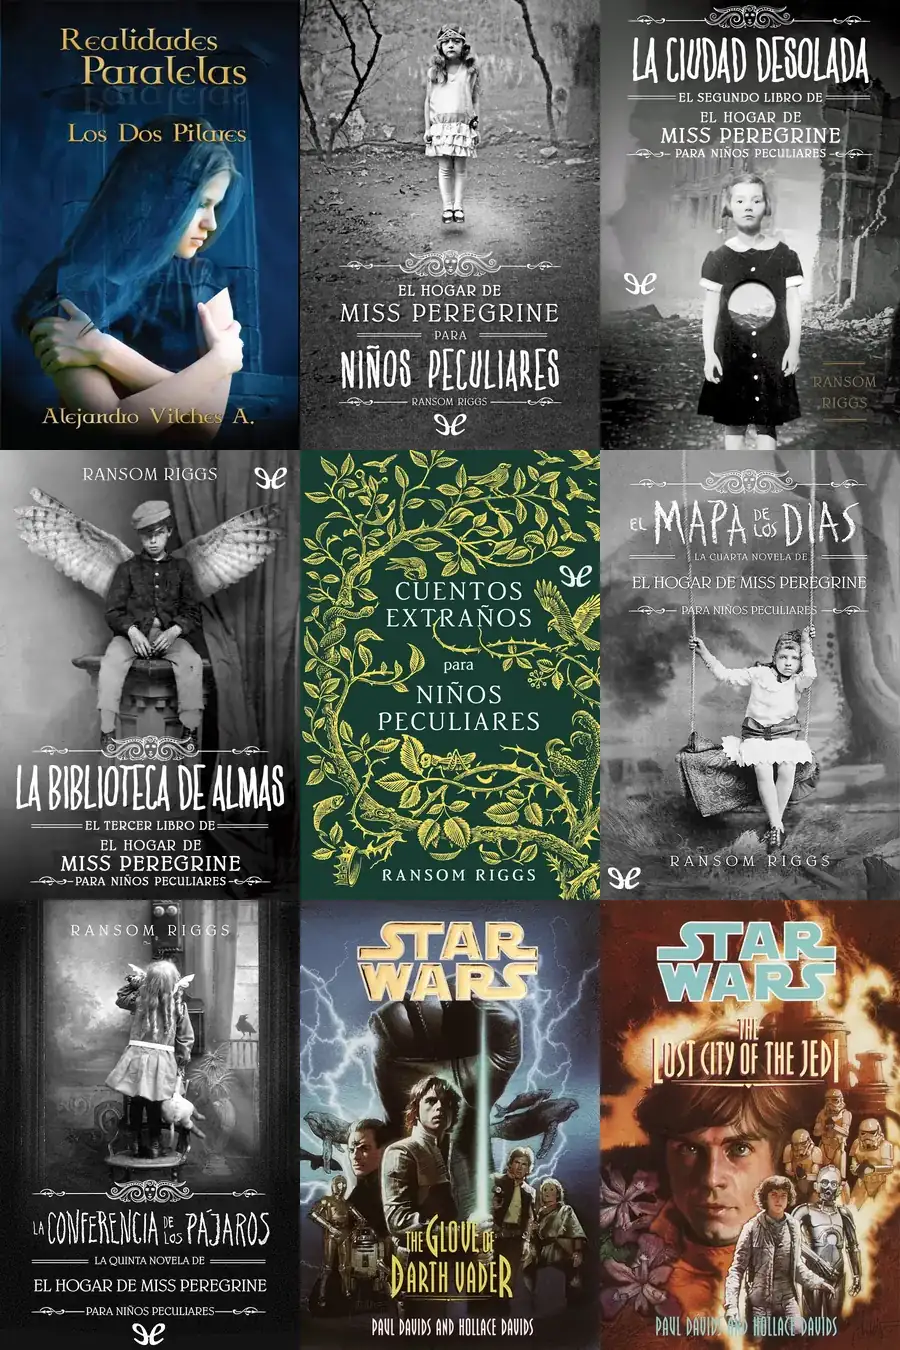 Realidades
Paralelas
Los Dos Pilares
Alejandro Vilches A.
EL HOGAR DE
MISS PEREGRINE
PARA
NIÑOS PECULIARES
RANSOM RIGGS
LA CIUDAD DESOLADA
EL SEGUNDO LIBRO DE
EL HOGAR DE
MISS PEREGRINE
PARA NIÑOS PECULIARES
RANSOM
RIGGS
RANSOM RIGGS
LA BIBLIOTECA DE ALMAS
EL TERCER LIBRO DE
EL HOGAR DE
MISS PEREGRINE
PARA NIÑOS PECULIARES
CUENTOS
EXTRAÑOS
para
NIÑOS
PECULIARES
RANSOM RIGGS
EL MAPA DE LOS DÍAS
LA CUARTA NOVELA DE
EL HOGAR DE MISS PEREGRINE
PARA NIÑOS PECULIARES
RANSOM RIGGS
RANSOM RIGGS
LA CONFERENCIA DE LOS PÁJAROS
LA QUINTA NOVELA DE
EL HOGAR DE MISS PEREGRINE
PARA NIÑOS PECULIARES
STAR
WARS
THE GLOVE OF
DARTH VADER
PAUL DAVIDS AND HOLLACE DAVIDS
STAR
WARS
THE
LOST CITY OF THE JEDI
PAUL DAVIDS AND HOLLACE DAVIDS